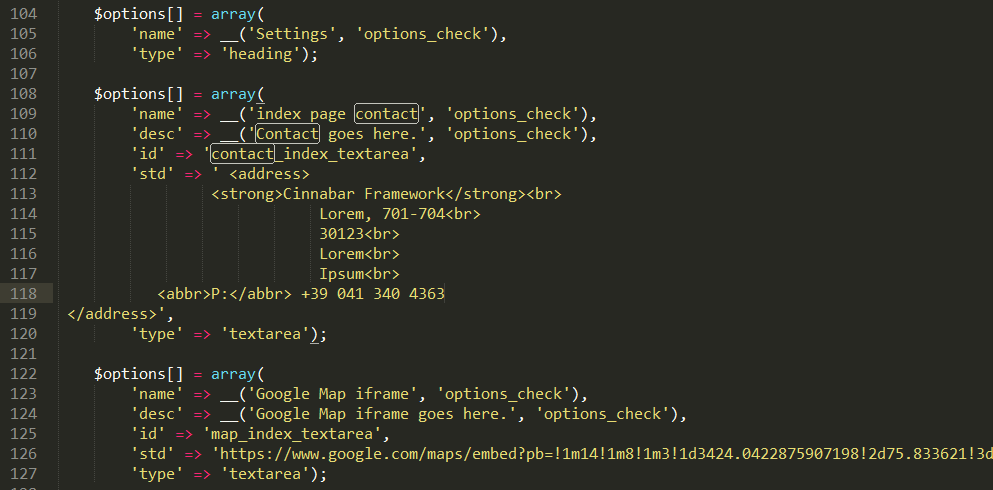 104 $options[] = array(
105 'name' => __('Settings', 'options_check'),
106 'type' => 'heading');
107
108 $options[] = array(
109 'name' => __('index page contact', 'options_check'),
110 'desc' => __('Contact goes here.', 'options_check'),
111 'id' => 'contact_index_textarea',
112 'std' => ' <address>
113 <strong>Cinnabar Framework</strong><br>
114 Lorem, 701-704<br>
115 30123<br>
116 Lorem<br>
117 Ipsum<br>
118 <abbr>P:</abbr> +39 041 340 4363
119 </address>',
120 'type' => 'textarea');
121
122 $options[] = array(
123 'name' => __('Google Map iframe', 'options_check'),
124 'desc' => __('Google Map iframe goes here.', 'options_check'),
125 'id' => 'map_index_textarea',
126 'std' => 'https://www.google.com/maps/embed?pb=!1m14!1m8!1m3!1d3424.0422875907198!2d75.833621!3d
127 'type' => 'textarea');